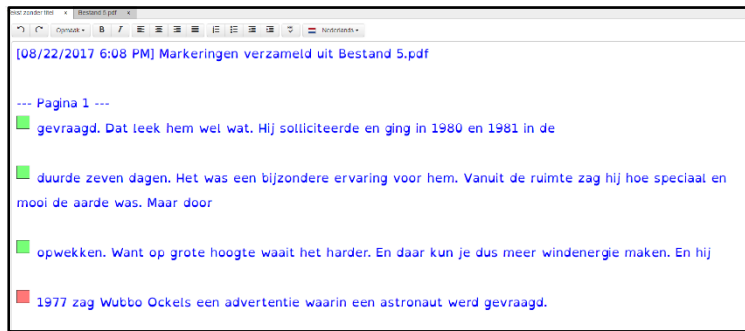 ekst zonder titel x Bestand 5.pdf x
Opmaak B I Nederlands
[08/22/2017 6:08 PM] Markeringen verzameld uit Bestand 5.pdf
--- Pagina 1 ---
gevraagd. Dat leek hem wel wat. Hij solliciteerde en ging in 1980 en 1981 in de
duurde zeven dagen. Het was een bijzondere ervaring voor hem. Vanuit de ruimte zag hij hoe speciaal en
mooi de aarde was. Maar door
opwekken. Want op grote hoogte waait het harder. En daar kun je dus meer windenergie maken. En hij
1977 zag Wubbo Ockels een advertentie waarin een astronaut werd gevraagd.